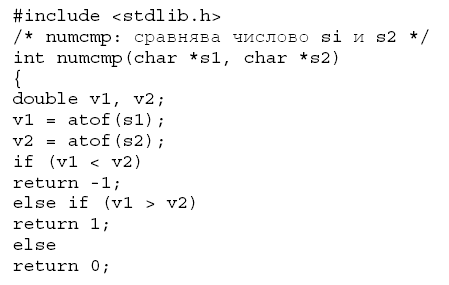 #include <stdlib.h>
/* numcmp: сравнява числово si и s2 */
int numcmp(char *s1, char *s2)
{
double v1, v2;
v1 = atof(s1);
v2 = atof(s2);
if (v1 < v2)
return -1;
else if (v1 > v2)
return 1;
else
return 0;